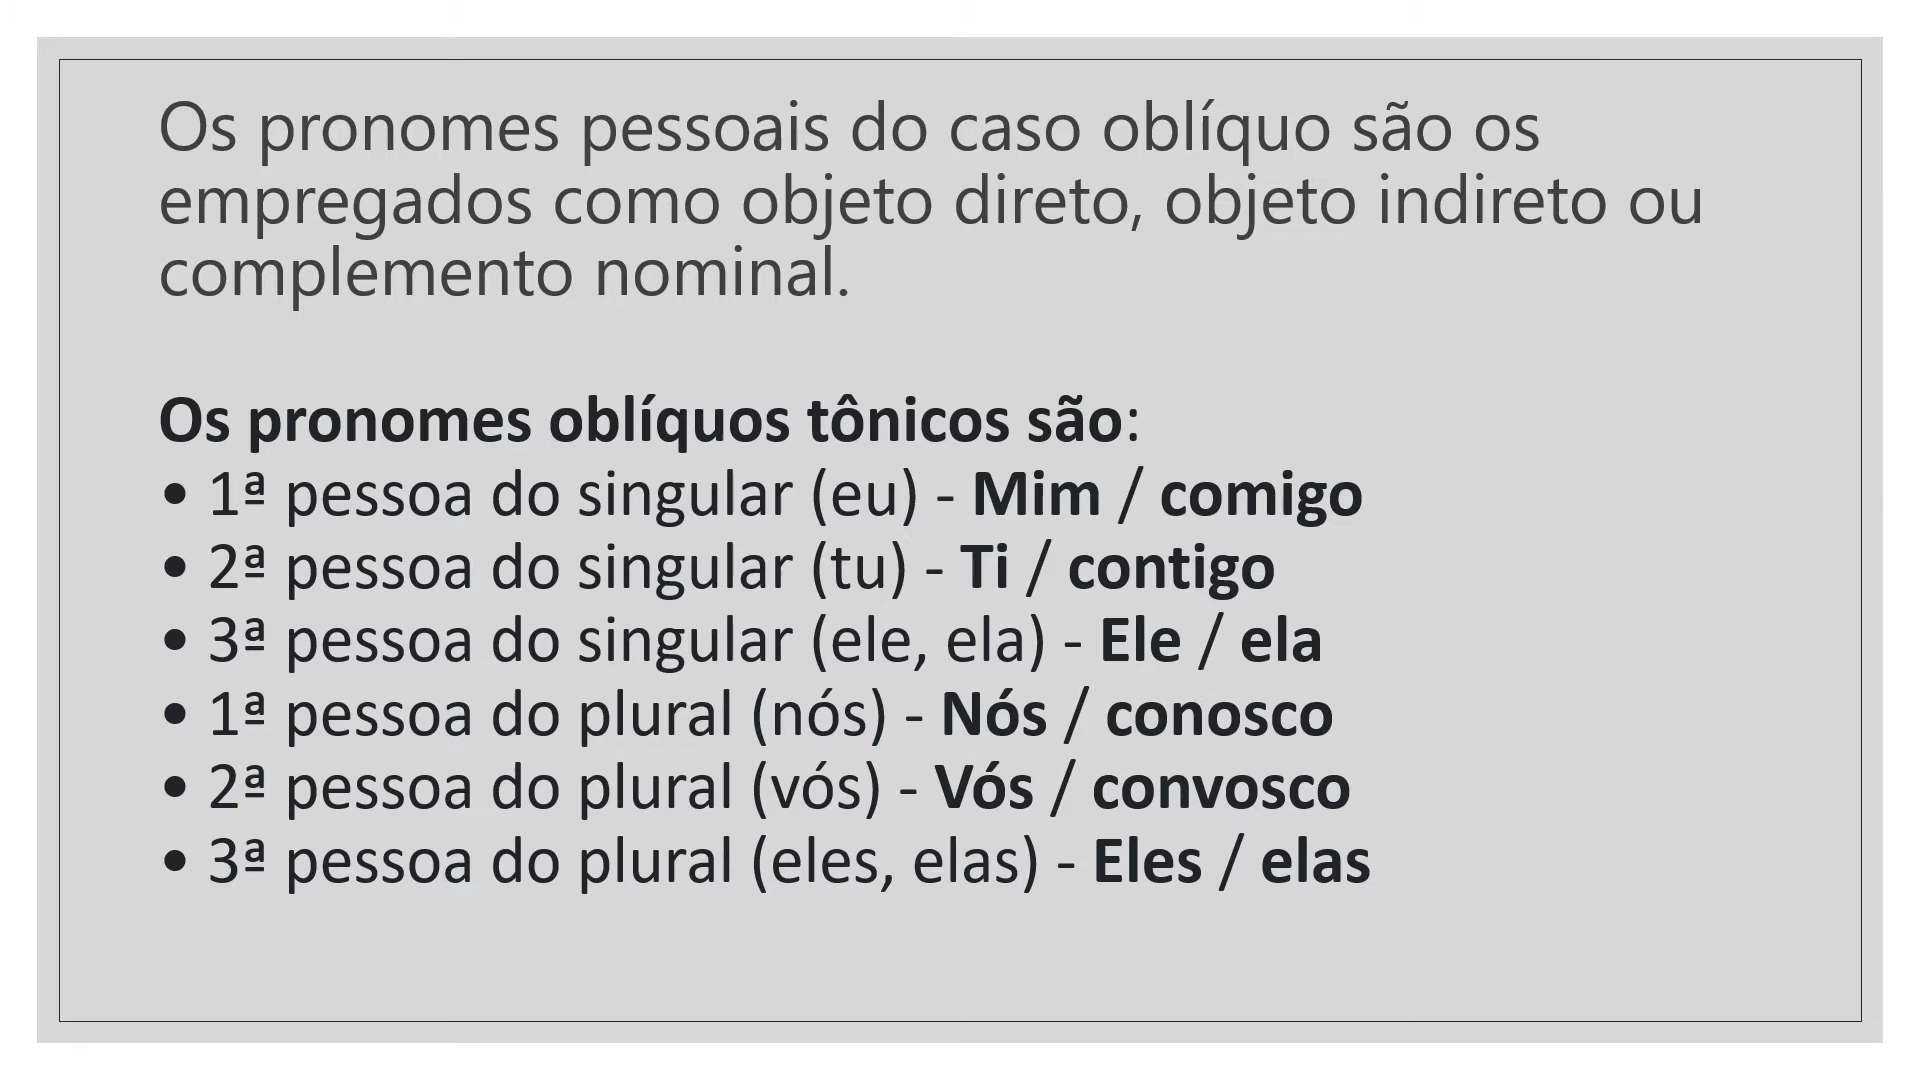 Os pronomes pessoais do caso oblíquo são os
empregados como objeto direto, objeto indireto ou
complemento nominal.
Os pronomes oblíquos tônicos são:
• 1ª pessoa do singular (eu) - Mim / comigo
• 2ª pessoa do singular (tu) - Ti / contigo
• 3ª pessoa do singular (ele, ela) - Ele / ela
• 1ª pessoa do plural (nós) - Nós / conosco
• 2ª pessoa do plural (vós) - Vós / convosco
• 3ª pessoa do plural (eles, elas) - Eles / elas